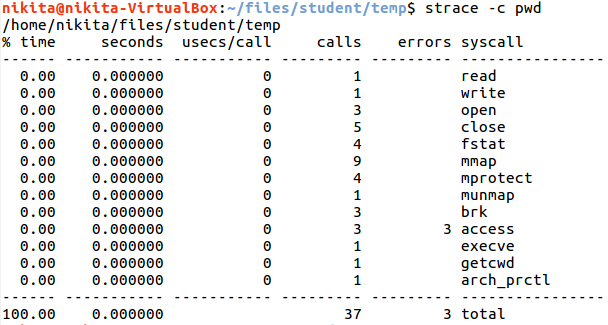 nikita@nikita-VirtualBox:~/files/student/temp$ strace -c pwd
/home/nikita/files/student/temp
% time     seconds  usecs/call     calls    errors syscall
------ ----------- ----------- --------- --------- ----------------
  0.00    0.000000           0         1           read
  0.00    0.000000           0         1           write
  0.00    0.000000           0         3           open
  0.00    0.000000           0         5           close
  0.00    0.000000           0         4           fstat
  0.00    0.000000           0         9           mmap
  0.00    0.000000           0         4           mprotect
  0.00    0.000000           0         1           munmap
  0.00    0.000000           0         3           brk
  0.00    0.000000           0         3         3 access
  0.00    0.000000           0         1           execve
  0.00    0.000000           0         1           getcwd
  0.00    0.000000           0         1           arch_prctl
------ ----------- ----------- --------- --------- ----------------
100.00    0.000000                    37         3 total